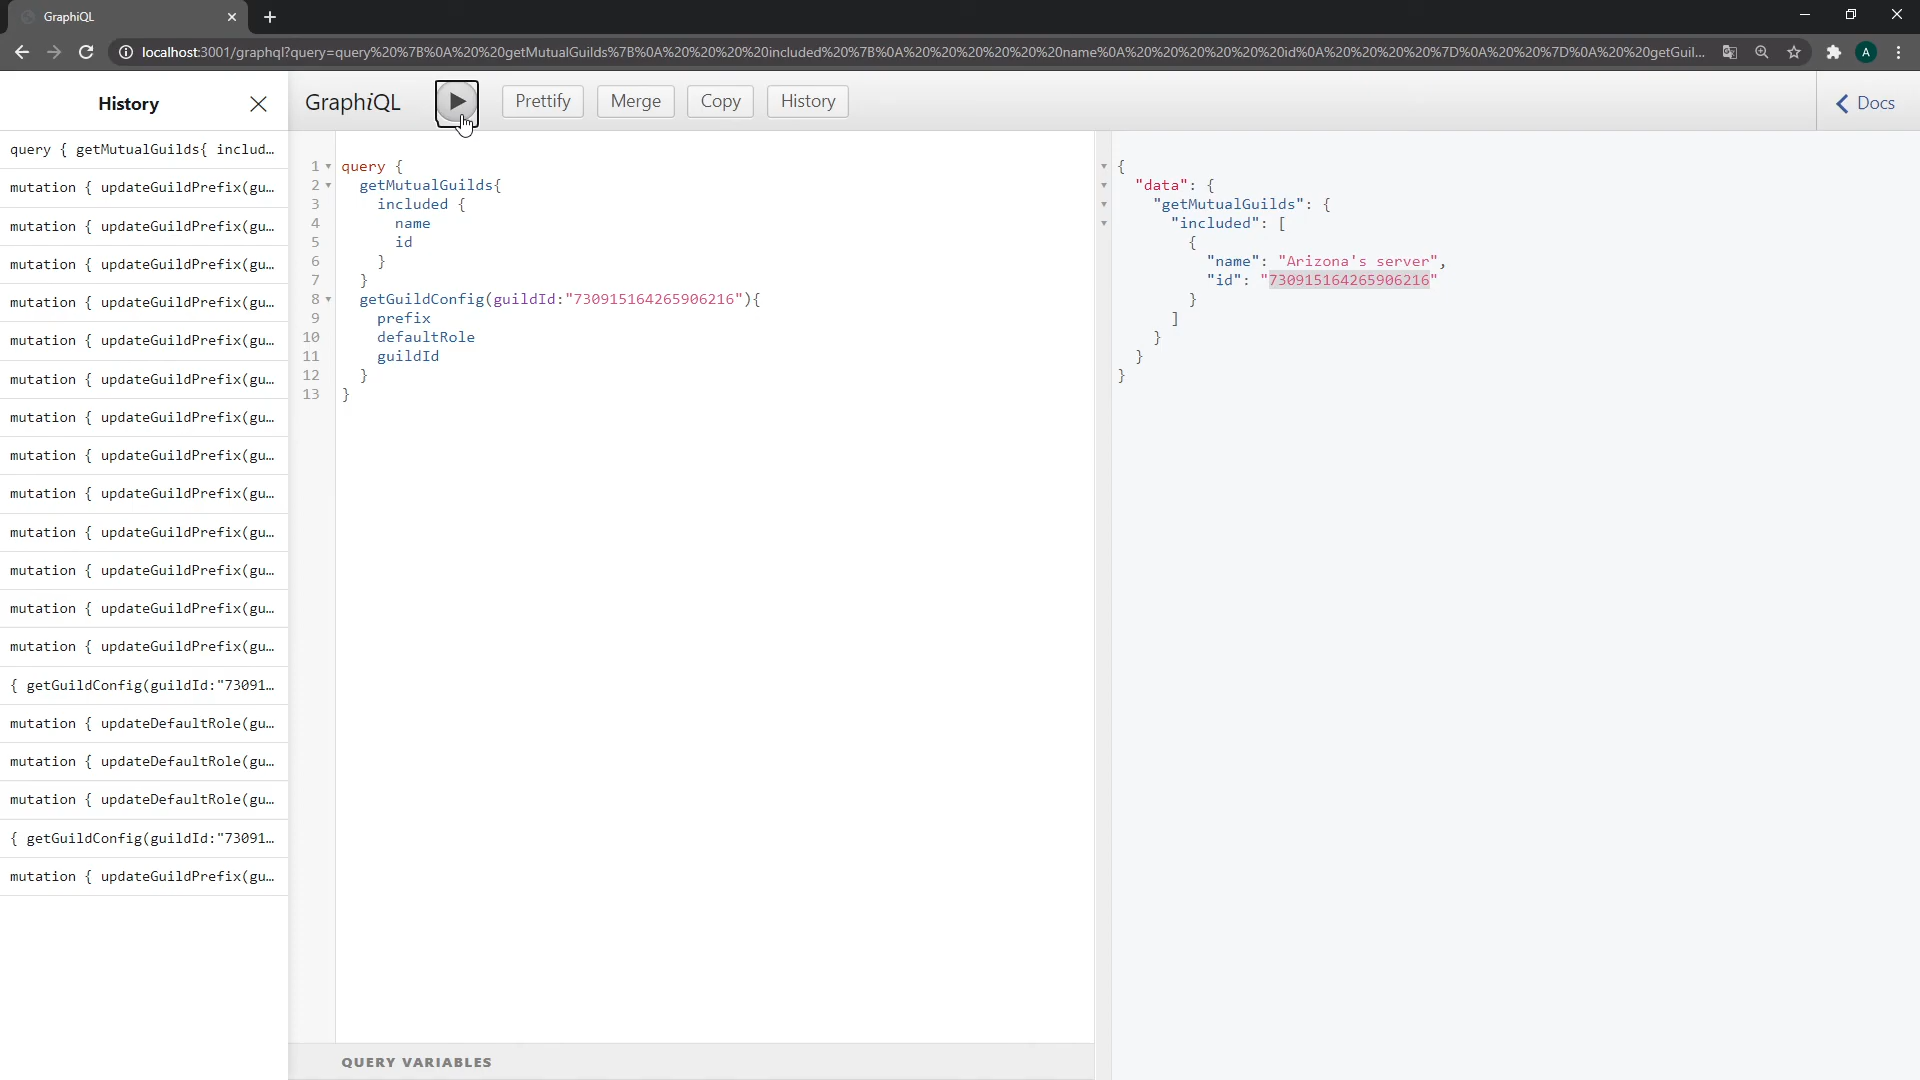 GraphiQL
localhost:3001/graphql?query=query%20%7B%0A%20%20getMutualGuilds%7B%0A%20%20%20%20included%20%7B%0A%20%20%20%20%20%20name%0A%20%20%20%20%20%20id%0A%20%20%20%20%7D%0A%20%20%7D%0A%20%20getGuil...
A
History
GraphiQL
Prettify
Merge
Copy
History
Docs
query { getMutualGuilds{ includ…
mutation { updateGuildPrefix(gu…
mutation { updateGuildPrefix(gu…
mutation { updateGuildPrefix(gu…
mutation { updateGuildPrefix(gu…
mutation { updateGuildPrefix(gu…
mutation { updateGuildPrefix(gu…
mutation { updateGuildPrefix(gu…
mutation { updateGuildPrefix(gu…
mutation { updateGuildPrefix(gu…
mutation { updateGuildPrefix(gu…
mutation { updateGuildPrefix(gu…
mutation { updateGuildPrefix(gu…
mutation { updateGuildPrefix(gu…
{ getGuildConfig(guildId:"73091…
mutation { updateDefaultRole(gu…
mutation { updateDefaultRole(gu…
mutation { updateDefaultRole(gu…
{ getGuildConfig(guildId:"73091…
mutation { updateGuildPrefix(gu…
1 query {
2 getMutualGuilds{
3 included {
4 name
5 id
6 }
7 }
8 getGuildConfig(guildId:"730915164265906216"){
9 prefix
10 defaultRole
11 guildId
12 }
13 }
QUERY VARIABLES
{
"data": {
"getMutualGuilds": {
"included": [
{
"name": "Arizona's server",
"id": "730915164265906216"
}
]
}
}
}